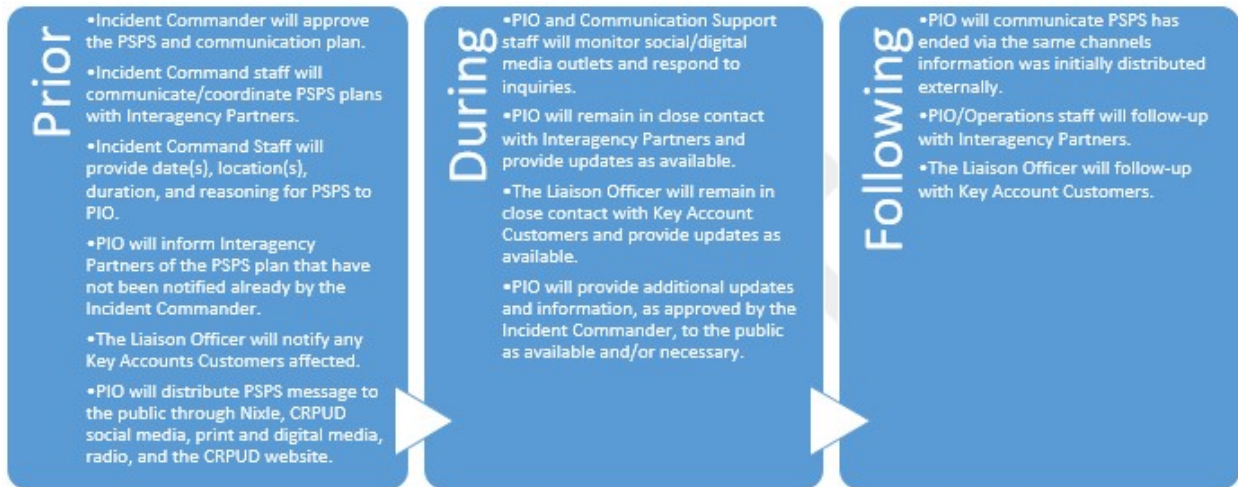 Prior
•Incident Commander will approve
the PSPS and communication plan.
•Incident Command staff will
communicate/coordinate PSPS plans
with Interagency Partners.
•Incident Command Staff will
provide date(s), location(s),
duration, and reasoning for PSPS to
PIO.
•PIO will inform Interagency
Partners of the PSPS plan that have
not been notified already by the
Incident Commander.
•The Liaison Officer will notify any
Key Accounts Customers affected.
•PIO will distribute PSPS message to
the public through Nixle, CRPUD
social media, print and digital media,
radio, and the CRPUD website.
During
•PIO and Communication Support
staff will monitor social/digital
media outlets and respond to
inquiries.
•PIO will remain in close contact
with Interagency Partners and
provide updates as available.
•The Liaison Officer will remain in
close contact with Key Account
Customers and provide updates as
available.
•PIO will provide additional updates
and information, as approved by the
Incident Commander, to the public
as available and/or necessary.
Following
•PIO will communicate PSPS has
ended via the same channels
information was initially distributed
externally.
•PIO/Operations staff will follow-up
with Interagency Partners.
•The Liaison Officer will follow-up
with Key Account Customers.